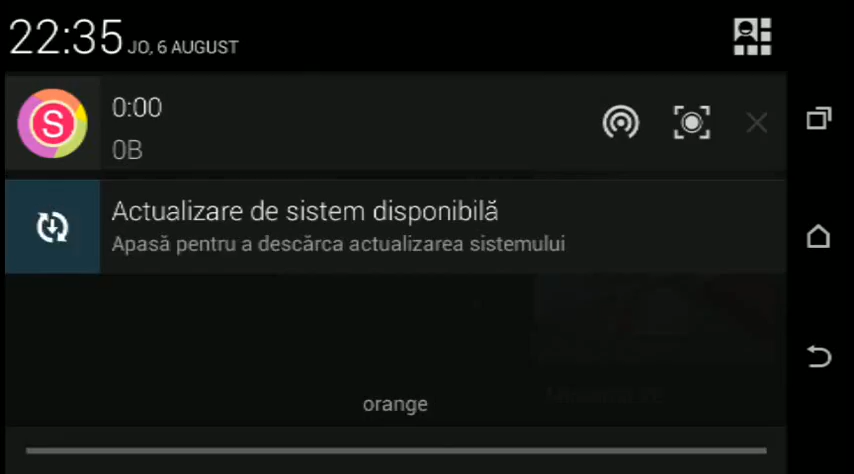 22:35 JO, 6 AUGUST
S
0:00
0B
Actualizare de sistem disponibilă
Apasă pentru a descărca actualizarea sistemului
orange